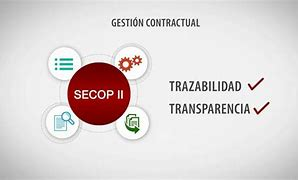 GESTIÓN CONTRACTUAL
SECOP II
TRAZABILIDAD
TRANSPARENCIA